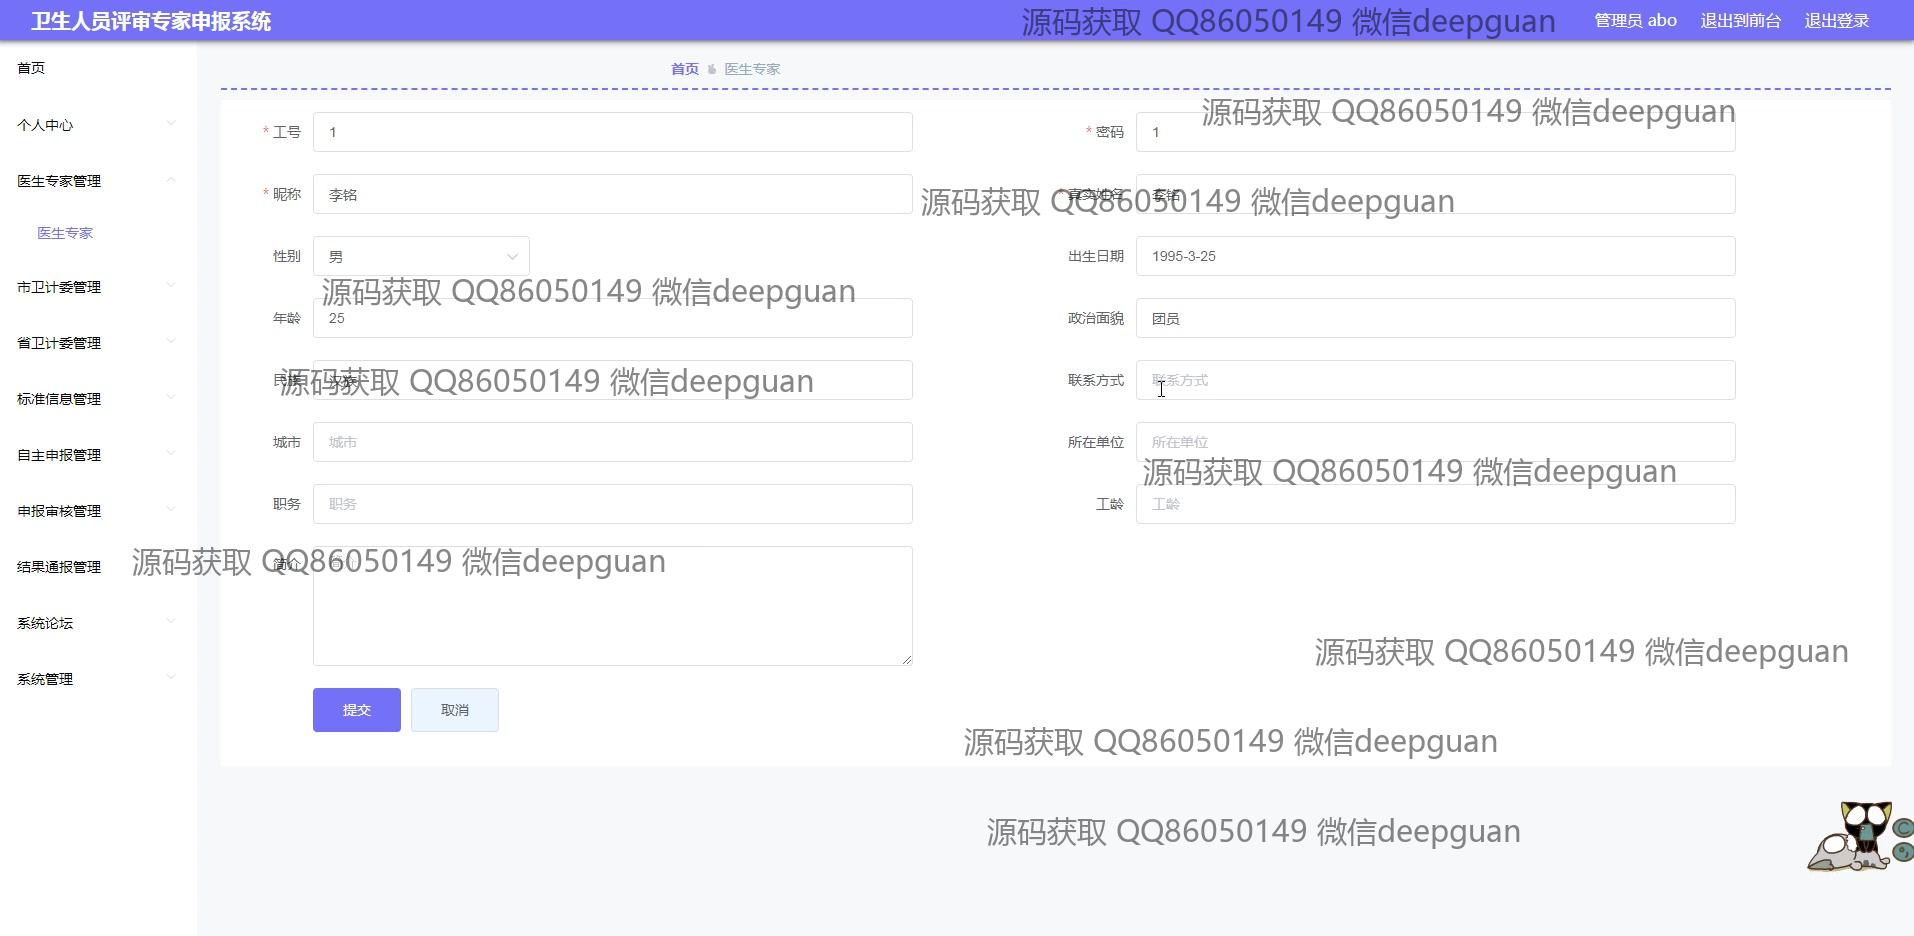 卫生人员评审专家申报系统
源码获取 QQ86050149 微信deepguan
管理员 abo 退出到前台 退出登录
首页
个人中心
医生专家管理
医生专家
市卫计委管理
省卫计委管理
标准信息管理
自主申报管理
申报审核管理
结果通报管理
系统论坛
系统管理
首页 医生专家
源码获取 QQ86050149 微信deepguan
* 工号 1
* 密码 1
* 昵称 李铭
* 真实姓名 李铭
源码获取 QQ86050149 微信deepguan
性别 男
出生日期 1995-3-25
源码获取 QQ86050149 微信deepguan
年龄 25
政治面貌 团员
民族 汉族
源码获取 QQ86050149 微信deepguan
联系方式 联系方式
城市 城市
所在单位 所在单位
源码获取 QQ86050149 微信deepguan
职务 职务
工龄 工龄
简介
源码获取 QQ86050149 微信deepguan
源码获取 QQ86050149 微信deepguan
提交 取消
源码获取 QQ86050149 微信deepguan
源码获取 QQ86050149 微信deepguan